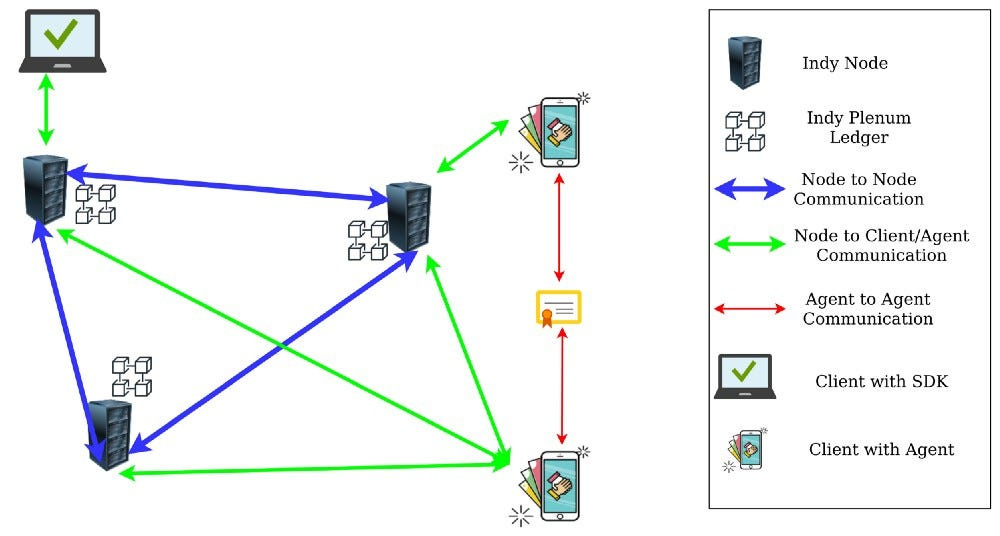 Indy Node
Indy Plenum
Ledger
Node to Node
Communication
Node to Client/Agent
Communication
Agent to Agent
Communication
Client with SDK
Client with Agent